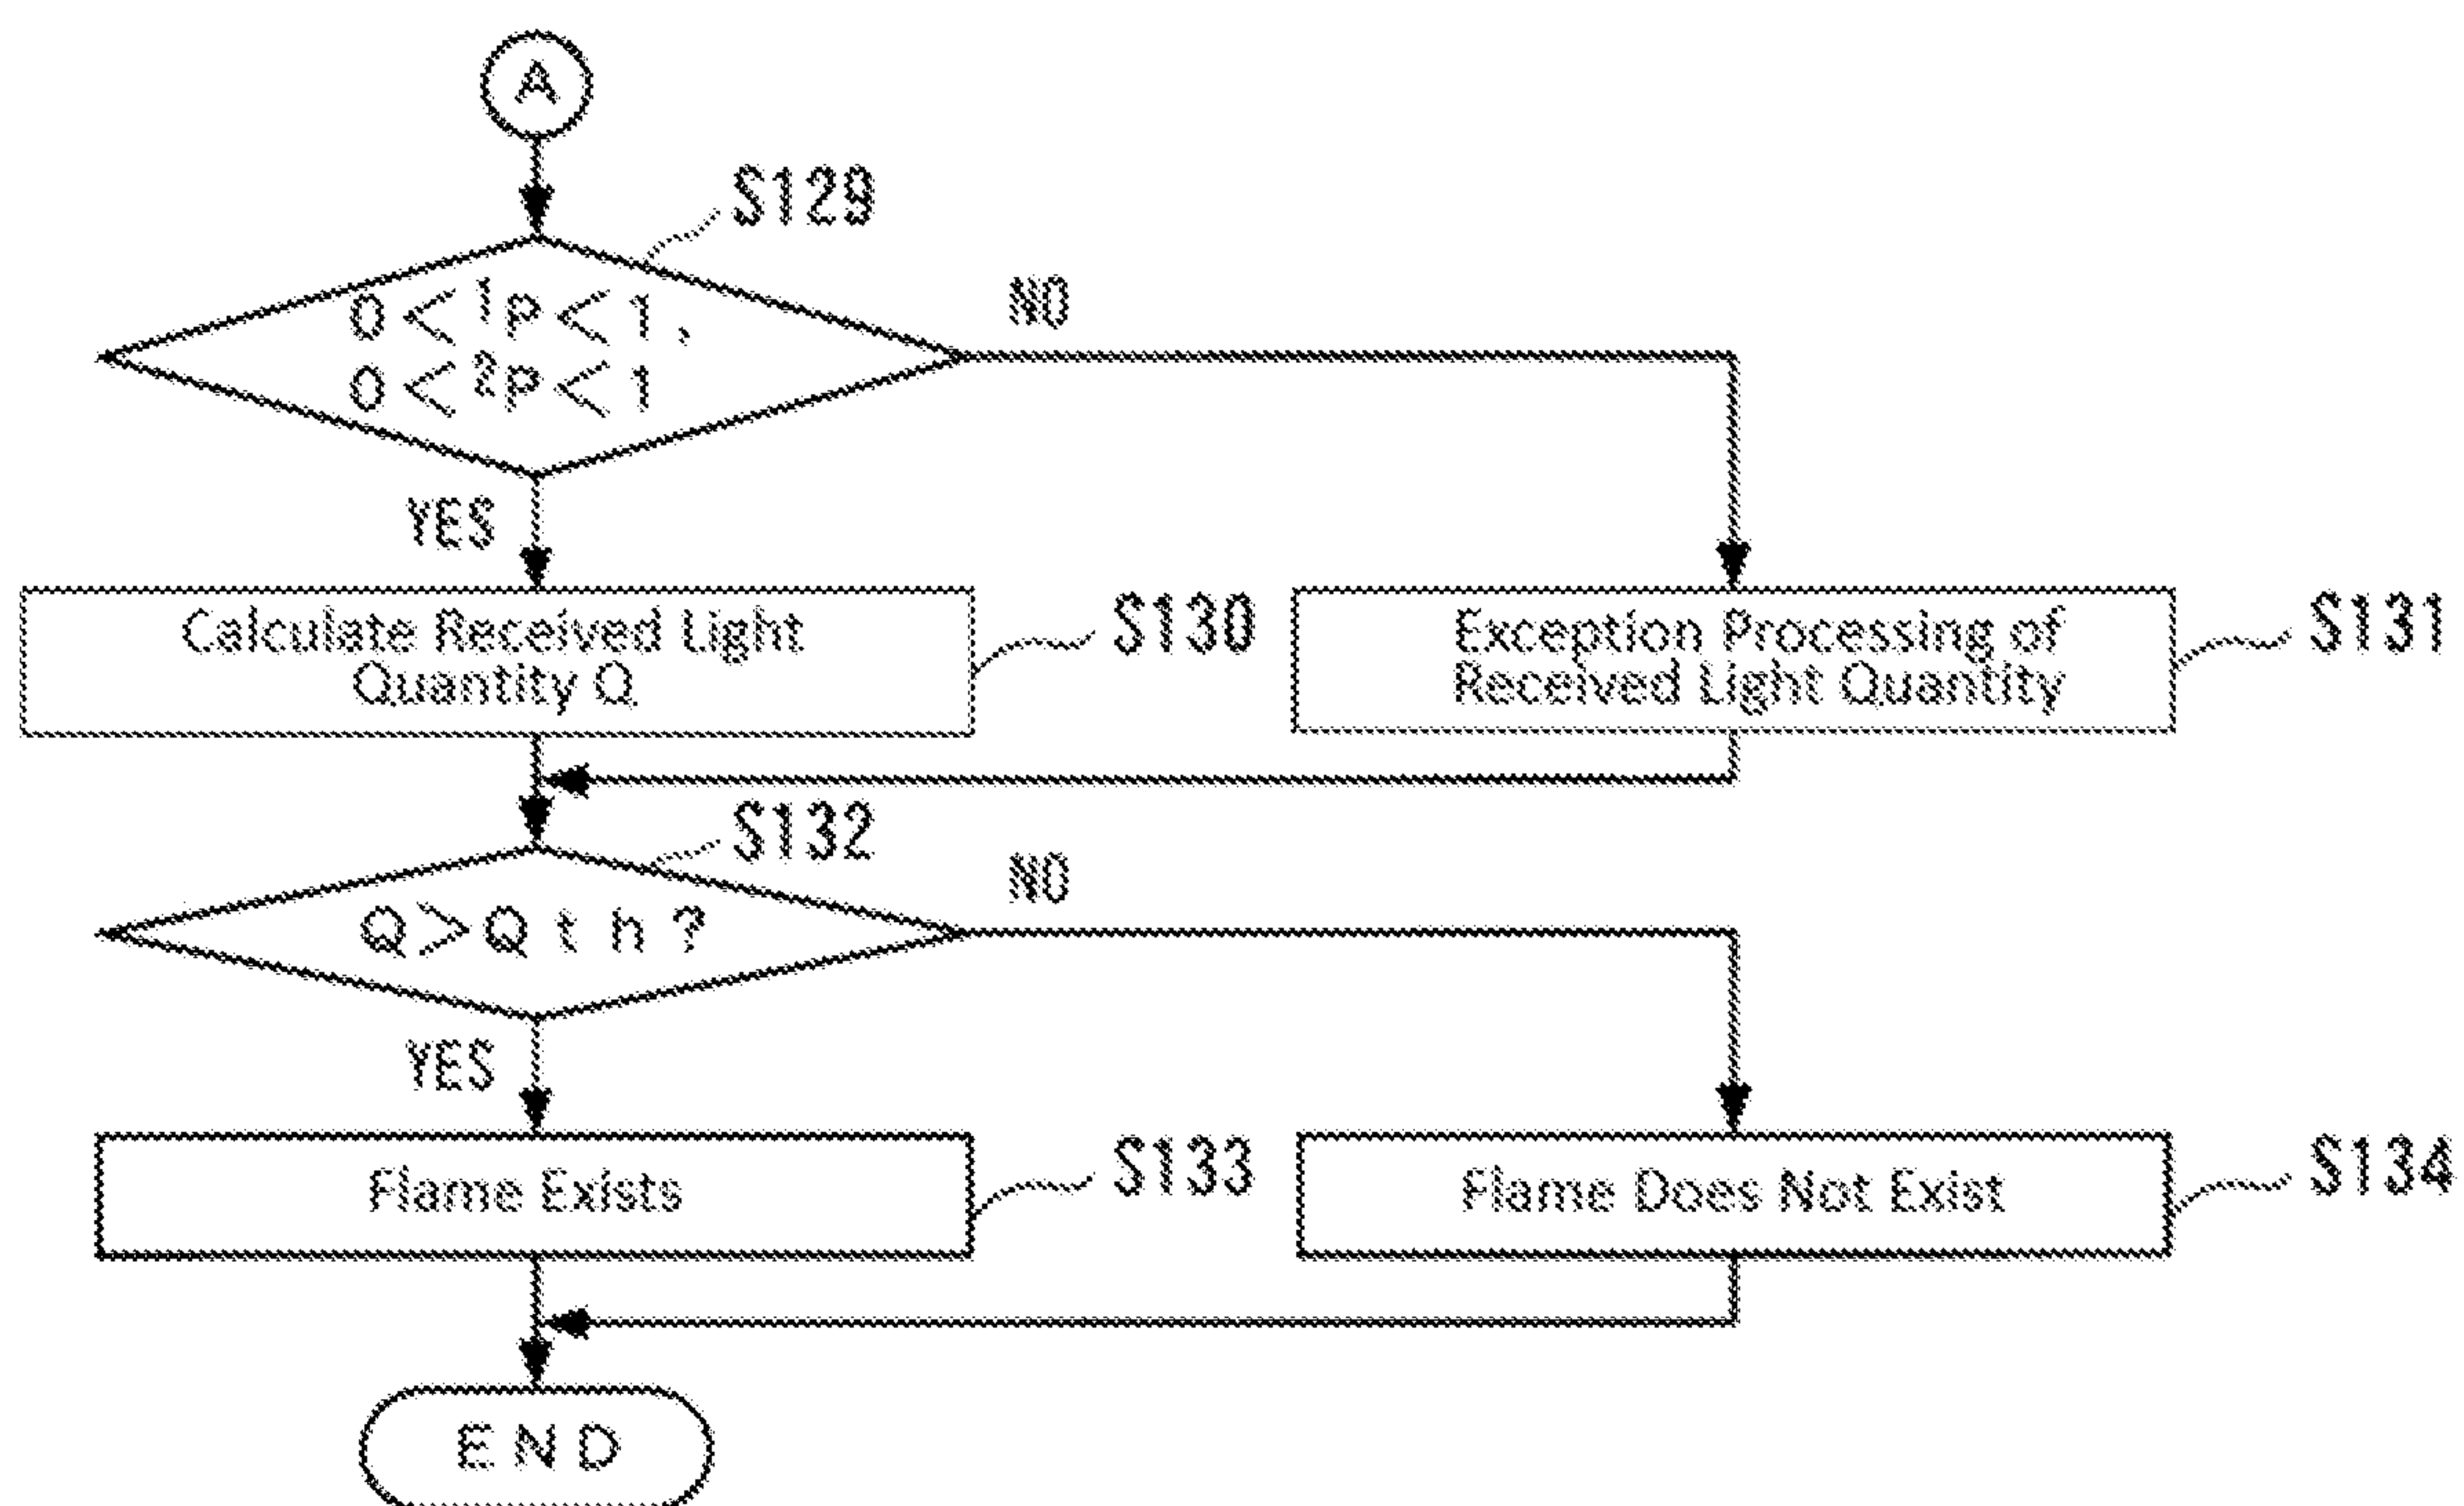 A
S129
0<¹P<1,
0<²P<1
NO
YES
Calculate Received Light
Quantity Q
S130
Exception Processing of
Received Light Quantity
S131
S132
Q>Qth?
NO
YES
Flame Exists
S133
Flame Does Not Exist
S134
END